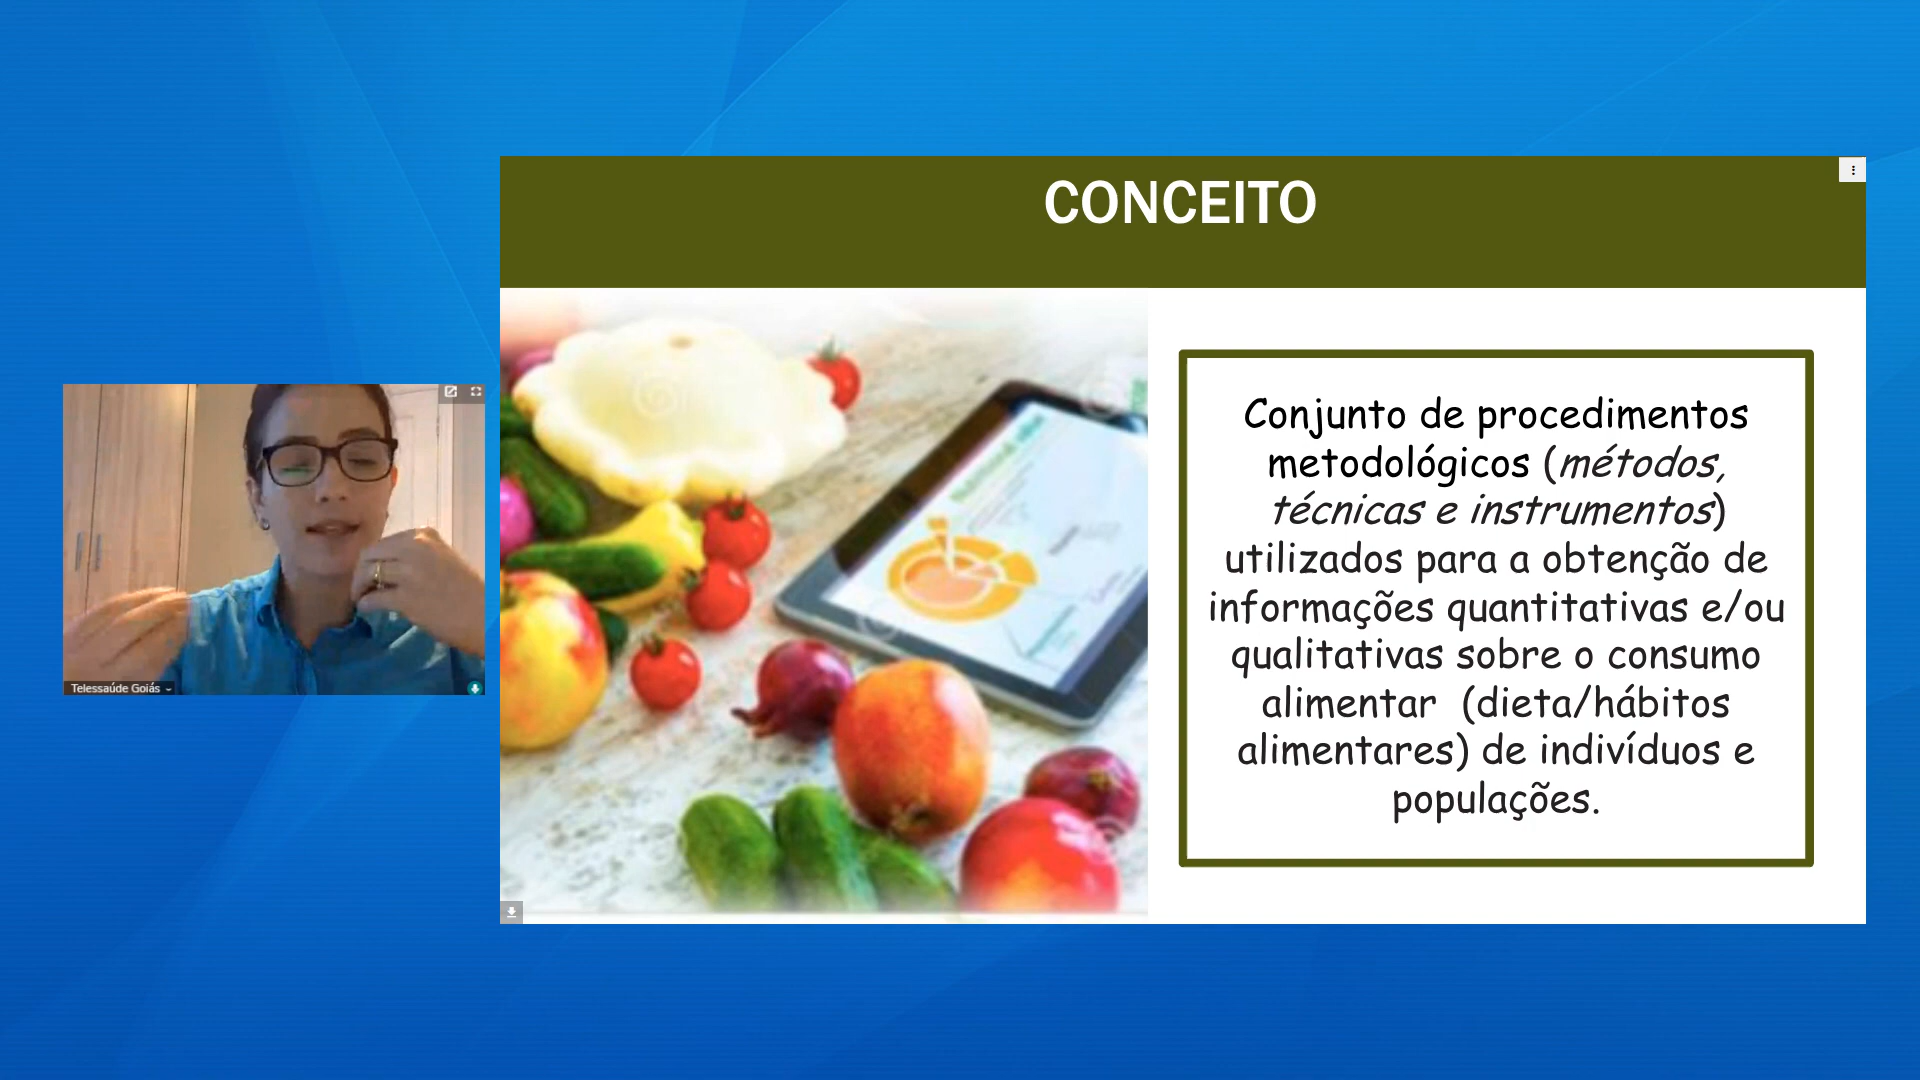 CONCEITO
Conjunto de procedimentos
metodológicos (métodos,
técnicas e instrumentos)
utilizados para a obtenção de
informações quantitativas e/ou
qualitativas sobre o consumo
alimentar (dieta/hábitos
alimentares) de indivíduos e
populações.
Telessaúde Goiás